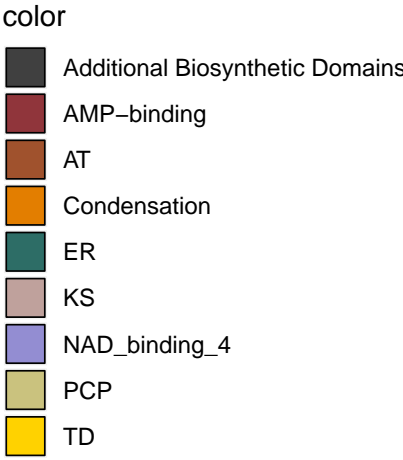 color
Additional Biosynthetic Domains
AMP−binding
AT
Condensation
ER
KS
NAD_binding_4
PCP
TD